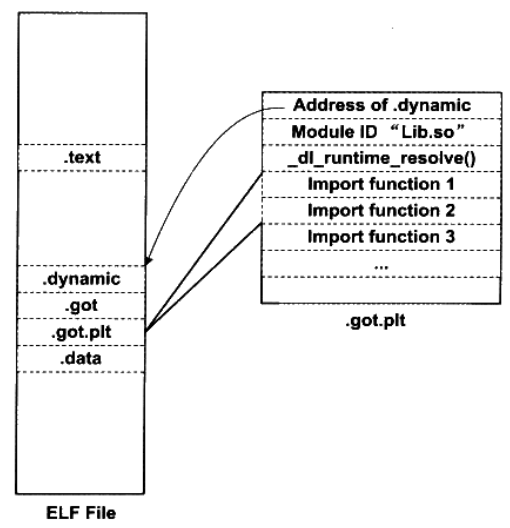 .text
.dynamic
.got
.got.plt
.data
ELF File
Address of .dynamic
Module ID “Lib.so”
_dl_runtime_resolve()
Import function 1
Import function 2
Import function 3
...
.got.plt